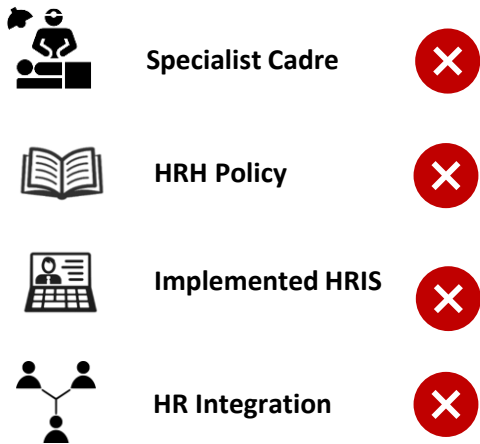 Specialist Cadre
HRH Policy
Implemented HRIS
HR Integration